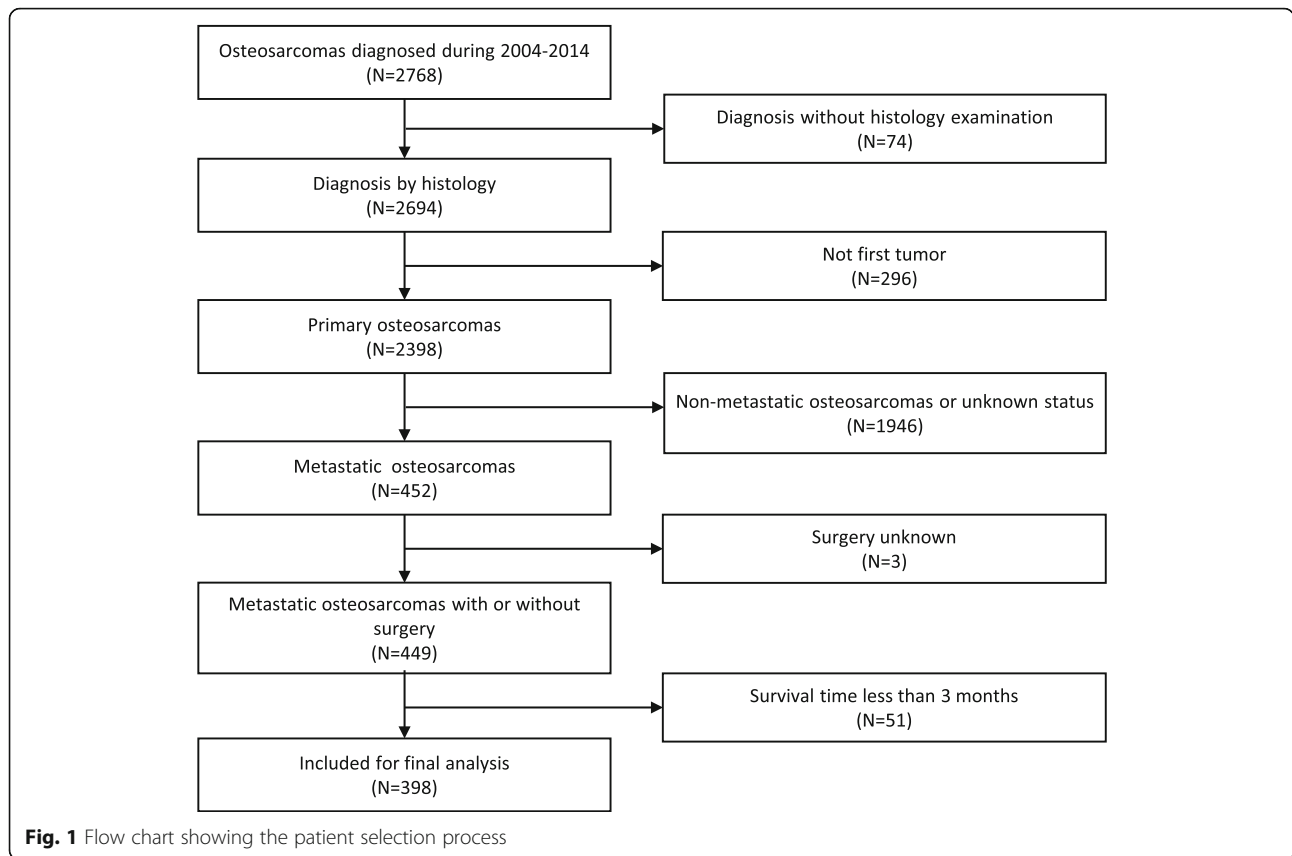 Osteosarcomas diagnosed during 2004-2014
(N=2768)
Diagnosis without histology examination
(N=74)
Diagnosis by histology
(N=2694)
Not first tumor
(N=296)
Primary osteosarcomas
(N=2398)
Non-metastatic osteosarcomas or unknown status
(N=1946)
Metastatic osteosarcomas
(N=452)
Surgery unknown
(N=3)
Metastatic osteosarcomas with or without
surgery
(N=449)
Survival time less than 3 months
(N=51)
Included for final analysis
(N=398)
Fig. 1 Flow chart showing the patient selection process